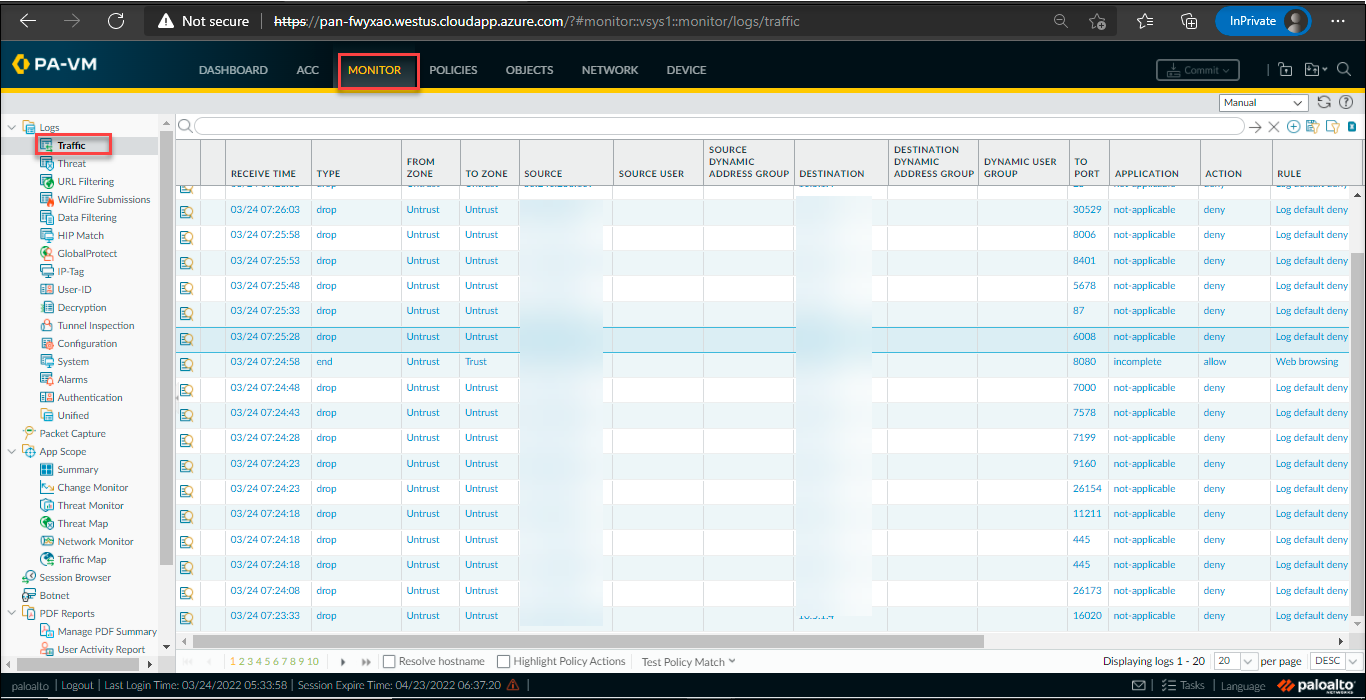 Not secure https://pan-fwyxao.westus.cloudapp.azure.com/?#monitor::vsys1::monitor/logs/traffic InPrivate
PA-VM DASHBOARD ACC MONITOR POLICIES OBJECTS NETWORK DEVICE Commit
Manual
Logs
Traffic
Threat
URL Filtering
WildFire Submissions
Data Filtering
HIP Match
GlobalProtect
IP-Tag
User-ID
Decryption
Tunnel Inspection
Configuration
System
Alarms
Authentication
Unified
Packet Capture
App Scope
Summary
Change Monitor
Threat Monitor
Threat Map
Network Monitor
Traffic Map
Session Browser
Botnet
PDF Reports
Manage PDF Summary
User Activity Report
RECEIVE TIME TYPE FROM ZONE TO ZONE SOURCE SOURCE USER SOURCE DYNAMIC ADDRESS GROUP DESTINATION DESTINATION DYNAMIC ADDRESS GROUP DYNAMIC USER GROUP TO PORT APPLICATION ACTION RULE
03/24 07:26:03 drop Untrust Untrust 30529 not-applicable deny Log default deny
03/24 07:25:58 drop Untrust Untrust 8006 not-applicable deny Log default deny
03/24 07:25:53 drop Untrust Untrust 8401 not-applicable deny Log default deny
03/24 07:25:48 drop Untrust Untrust 5678 not-applicable deny Log default deny
03/24 07:25:33 drop Untrust Untrust 87 not-applicable deny Log default deny
03/24 07:25:28 drop Untrust Untrust 6008 not-applicable deny Log default deny
03/24 07:24:58 end Untrust Trust 8080 incomplete allow Web browsing
03/24 07:24:48 drop Untrust Untrust 7000 not-applicable deny Log default deny
03/24 07:24:43 drop Untrust Untrust 7578 not-applicable deny Log default deny
03/24 07:24:28 drop Untrust Untrust 7199 not-applicable deny Log default deny
03/24 07:24:23 drop Untrust Untrust 9160 not-applicable deny Log default deny
03/24 07:24:23 drop Untrust Untrust 26154 not-applicable deny Log default deny
03/24 07:24:18 drop Untrust Untrust 11211 not-applicable deny Log default deny
03/24 07:24:18 drop Untrust Untrust 445 not-applicable deny Log default deny
03/24 07:24:18 drop Untrust Untrust 445 not-applicable deny Log default deny
03/24 07:24:08 drop Untrust Untrust 26173 not-applicable deny Log default deny
03/24 07:23:33 drop Untrust Untrust 16020 not-applicable deny Log default deny
1 2 3 4 5 6 7 8 9 10 Resolve hostname Highlight Policy Actions Test Policy Match Displaying logs 1 - 20 20 per page DESC
paloalto | Logout | Last Login Time: 03/24/2022 05:33:58 | Session Expire Time: 04/23/2022 06:37:20 | Tasks | Language paloalto NETWORKS